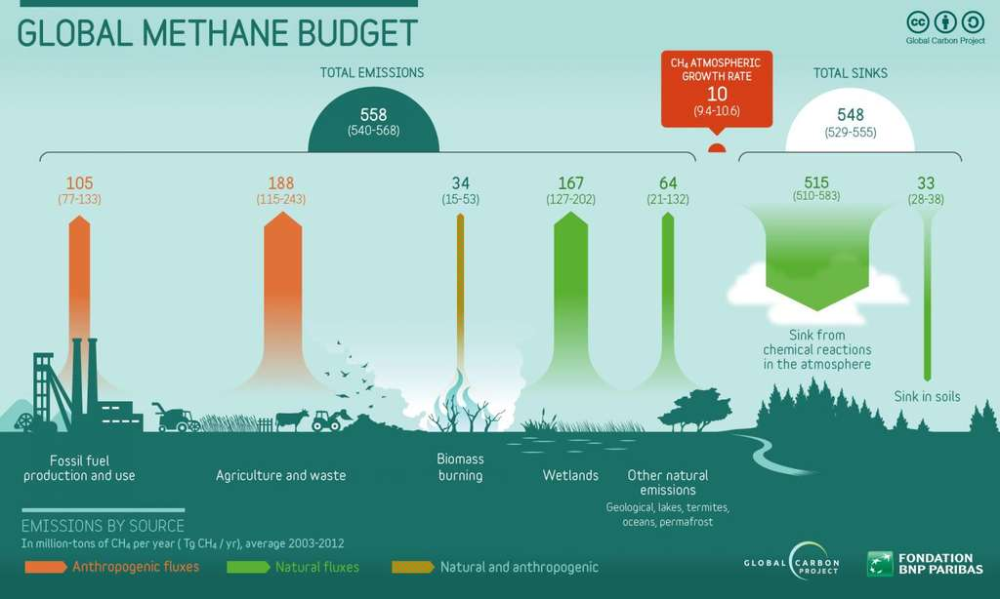 GLOBAL METHANE BUDGET
cc
Global Carbon Project
TOTAL EMISSIONS
558
(540-568)
CH₄ ATMOSPHERIC
GROWTH RATE
10
(9.4-10.6)
TOTAL SINKS
548
(529-555)
105
(77-133)
188
(115-243)
34
(15-53)
167
(127-202)
64
(21-132)
515
(510-583)
33
(28-38)
Sink from
chemical reactions
in the atmosphere
Sink in soils
Fossil fuel
production and use
Agriculture and waste
Biomass
burning
Wetlands
Other natural
emissions
Geological, lakes, termites,
oceans, permafrost
EMISSIONS BY SOURCE
In million-tons of CH₄ per year ( Tg CH₄ / yr), average 2003-2012
Anthropogenic fluxes
Natural fluxes
Natural and anthropogenic
GLOBAL CARBON
PROJECT
FONDATION
BNP PARIBAS